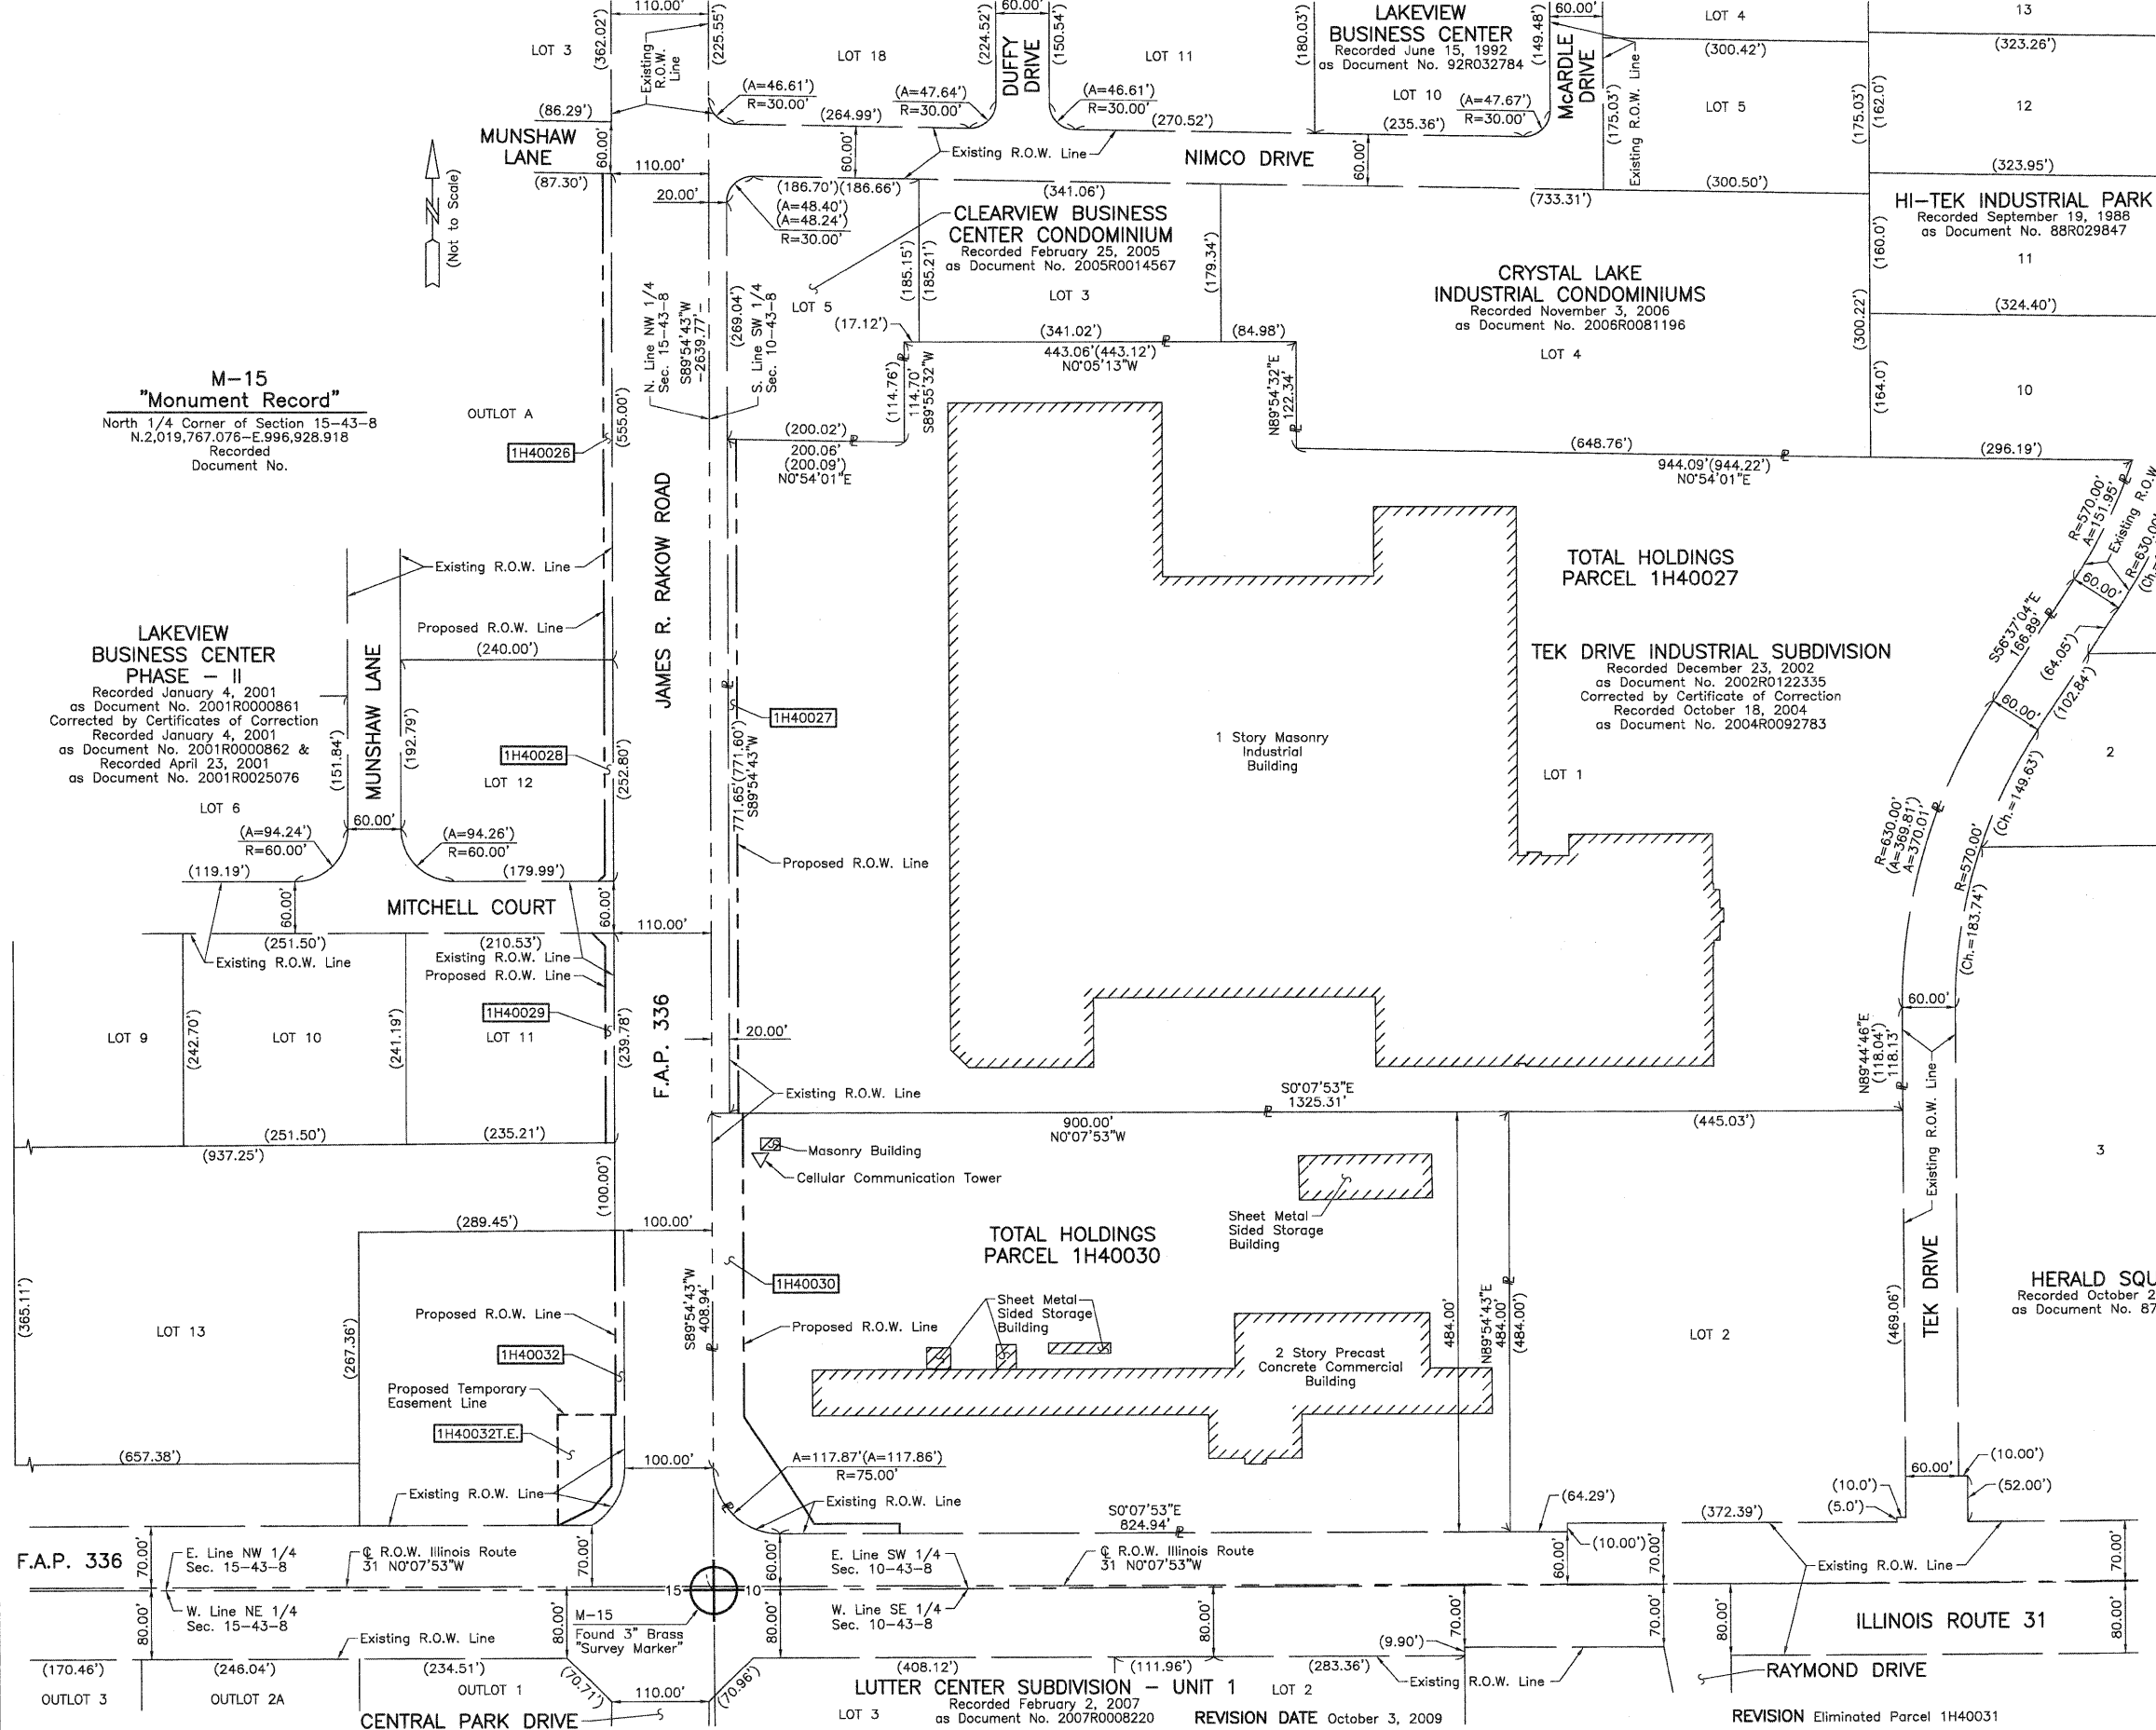 110.00'
(362.02')
(225.55')
Existing
R.O.W.
Line
LOT 3
LOT 18
(224.52')
60.00'
DUFFY
DRIVE
(150.54')
LOT 11
(180.03')
LAKEVIEW
BUSINESS CENTER
Recorded June 15, 1992
as Document No. 92R032784
LOT 10
(149.48')
60.00'
McARDLE
DRIVE
LOT 4
(300.42')
13
(323.26')
(86.29')
(A=46.61')
R=30.00'
(264.99')
(A=47.64')
R=30.00'
(A=46.61')
R=30.00'
(270.52')
(235.36')
(A=47.67')
R=30.00'
(175.03')
Existing R.O.W. Line
LOT 5
(175.03')
(162.0')
12
MUNSHAW
LANE
60.00'
110.00'
60.00'
Existing R.O.W. Line
NIMCO DRIVE
60.00'
(323.95')
(87.30')
20.00'
(186.70')(186.66')
(A=48.40')
(A=48.24')
R=30.00'
(341.06')
(733.31')
(300.50')
(Not to Scale)
N
CLEARVIEW BUSINESS
CENTER CONDOMINIUM
Recorded February 25, 2005
as Document No. 2005R0014567
LOT 3
HI-TEK INDUSTRIAL PARK
Recorded September 19, 1988
as Document No. 88R029847
11
(160.0')
(324.40')
(185.15')
(185.21')
(179.34')
CRYSTAL LAKE
INDUSTRIAL CONDOMINIUMS
Recorded November 3, 2006
as Document No. 2006R0081196
LOT 4
(300.22')
N. Line NW 1/4
Sec. 15-43-8
S89°54'43"W
-2639.77'-
S. Line SW 1/4
Sec. 10-43-8
(269.04')
LOT 5
(17.12')
(341.02')
(84.98')
443.06'(443.12')
N0°05'13"W
M-15
"Monument Record"
North 1/4 Corner of Section 15-43-8
N.2,019,767.076-E.996,928.918
Recorded
Document No.
OUTLOT A
1H40026
(555.00')
(114.76')
114.70'
S89°55'32"W
N89°54'32"E
122.34'
(164.0')
10
(200.02')
200.06'
(200.09')
N0°54'01"E
(648.76')
944.09'(944.22')
N0°54'01"E
(296.19')
R=570.00'
A=151.95'
Existing R.O.W.
R=630.00'
(Ch.=
60.00'
Existing R.O.W. Line
JAMES R. RAKOW ROAD
TOTAL HOLDINGS
PARCEL 1H40027
S56°37'04"E
166.89'
(64.05')
(102.84')
Proposed R.O.W. Line
LAKEVIEW
BUSINESS CENTER
PHASE - II
Recorded January 4, 2001
as Document No. 2001R0000861
Corrected by Certificates of Correction
Recorded January 4, 2001
as Document No. 2001R0000862 &
Recorded April 23, 2001
as Document No. 2001R0025076
(240.00')
TEK DRIVE INDUSTRIAL SUBDIVISION
Recorded December 23, 2002
as Document No. 2002R0122335
Corrected by Certificate of Correction
Recorded October 18, 2004
as Document No. 2004R0092783
60.00'
MUNSHAW LANE
(151.84')
(192.79')
1H40028
LOT 12
(252.80')
1H40027
771.65'(771.60')
S89°54'43"W
1 Story Masonry
Industrial
Building
LOT 1
2
LOT 6
(A=94.24')
R=60.00'
60.00'
(A=94.26')
R=60.00'
R=630.00'
(A=369.81')
A=370.01'
(Ch.=149.63')
R=570.00'
(Ch.=183.74')
Proposed R.O.W. Line
(119.19')
(179.99')
60.00'
MITCHELL COURT
60.00'
110.00'
(251.50')
Existing R.O.W. Line
(210.53')
Existing R.O.W. Line
Proposed R.O.W. Line
1H40029
F.A.P. 336
20.00'
60.00'
LOT 9
(242.70')
LOT 10
(241.19')
LOT 11
(239.78')
N89°44'46"E
(118.04')
118.13'
Existing R.O.W. Line
Existing R.O.W. Line
S0°07'53"E
1325.31'
900.00'
N0°07'53"W
(445.03')
(251.50')
(235.21')
(937.25')
Masonry Building
Cellular Communication Tower
3
(100.00')
(289.45')
100.00'
TOTAL HOLDINGS
PARCEL 1H40030
Sheet Metal
Sided Storage
Building
TEK DRIVE
HERALD SQU
Recorded October 2
as Document No. 87
(365.11')
LOT 13
(267.36')
Proposed R.O.W. Line
1H40032
S89°54'43"W
408.94'
1H40030
Proposed R.O.W. Line
Sheet Metal
Sided Storage
Building
2 Story Precast
Concrete Commercial
Building
484.00'
N89°54'43"E
484.00'
(484.00')
LOT 2
(469.06')
Proposed Temporary
Easement Line
1H40032T.E.
(657.38')
100.00'
A=117.87'(A=117.86')
R=75.00'
Existing R.O.W. Line
Existing R.O.W. Line
S0°07'53"E
824.94'
(64.29')
(10.00')
(372.39')
(10.0')
(5.0')
60.00'
(10.00')
(52.00')
F.A.P. 336
70.00'
E. Line NW 1/4
Sec. 15-43-8
℄ R.O.W. Illinois Route
31 N0°07'53"W
70.00'
60.00'
E. Line SW 1/4
Sec. 10-43-8
℄ R.O.W. Illinois Route
31 N0°07'53"W
60.00'
70.00'
Existing R.O.W. Line
70.00'
15
10
80.00'
W. Line NE 1/4
Sec. 15-43-8
Existing R.O.W. Line
80.00'
M-15
Found 3" Brass
"Survey Marker"
80.00'
W. Line SE 1/4
Sec. 10-43-8
80.00'
70.00'
70.00'
80.00'
ILLINOIS ROUTE 31
80.00'
(9.90')
(170.46')
(246.04')
(234.51')
(70.71')
110.00'
(70.96')
(408.12')
(111.96')
(283.36')
Existing R.O.W. Line
RAYMOND DRIVE
OUTLOT 3
OUTLOT 2A
OUTLOT 1
CENTRAL PARK DRIVE
LOT 3
LUTTER CENTER SUBDIVISION - UNIT 1
Recorded February 2, 2007
as Document No. 2007R0008220
LOT 2
REVISION DATE October 3, 2009
REVISION Eliminated Parcel 1H40031